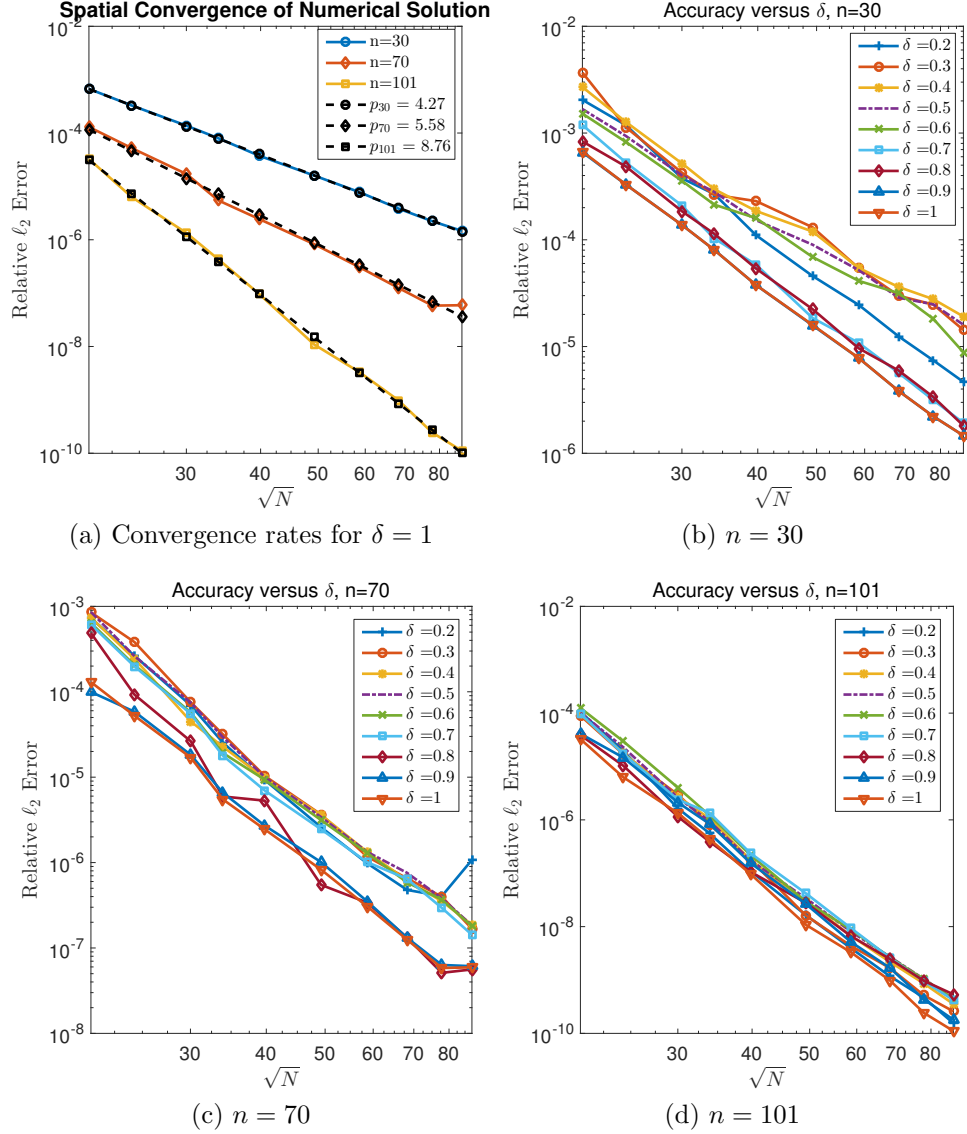 Spatial Convergence of Numerical Solution
10^-2
10^-4
10^-6
10^-8
10^-10
Relative ℓ2 Error
n=30
n=70
n=101
p30 = 4.27
p70 = 5.58
p101 = 8.76
30 40 50 60 70 80
√N
(a) Convergence rates for δ = 1
Accuracy versus δ, n=30
10^-2
10^-3
10^-4
10^-5
10^-6
Relative ℓ2 Error
δ =0.2
δ =0.3
δ =0.4
δ =0.5
δ =0.6
δ =0.7
δ =0.8
δ =0.9
δ =1
30 40 50 60 70 80
√N
(b) n = 30
Accuracy versus δ, n=70
10^-3
10^-4
10^-5
10^-6
10^-7
10^-8
Relative ℓ2 Error
δ =0.2
δ =0.3
δ =0.4
δ =0.5
δ =0.6
δ =0.7
δ =0.8
δ =0.9
δ =1
30 40 50 60 70 80
√N
(c) n = 70
Accuracy versus δ, n=101
10^-2
10^-4
10^-6
10^-8
10^-10
Relative ℓ2 Error
δ =0.2
δ =0.3
δ =0.4
δ =0.5
δ =0.6
δ =0.7
δ =0.8
δ =0.9
δ =1
30 40 50 60 70 80
√N
(d) n = 101